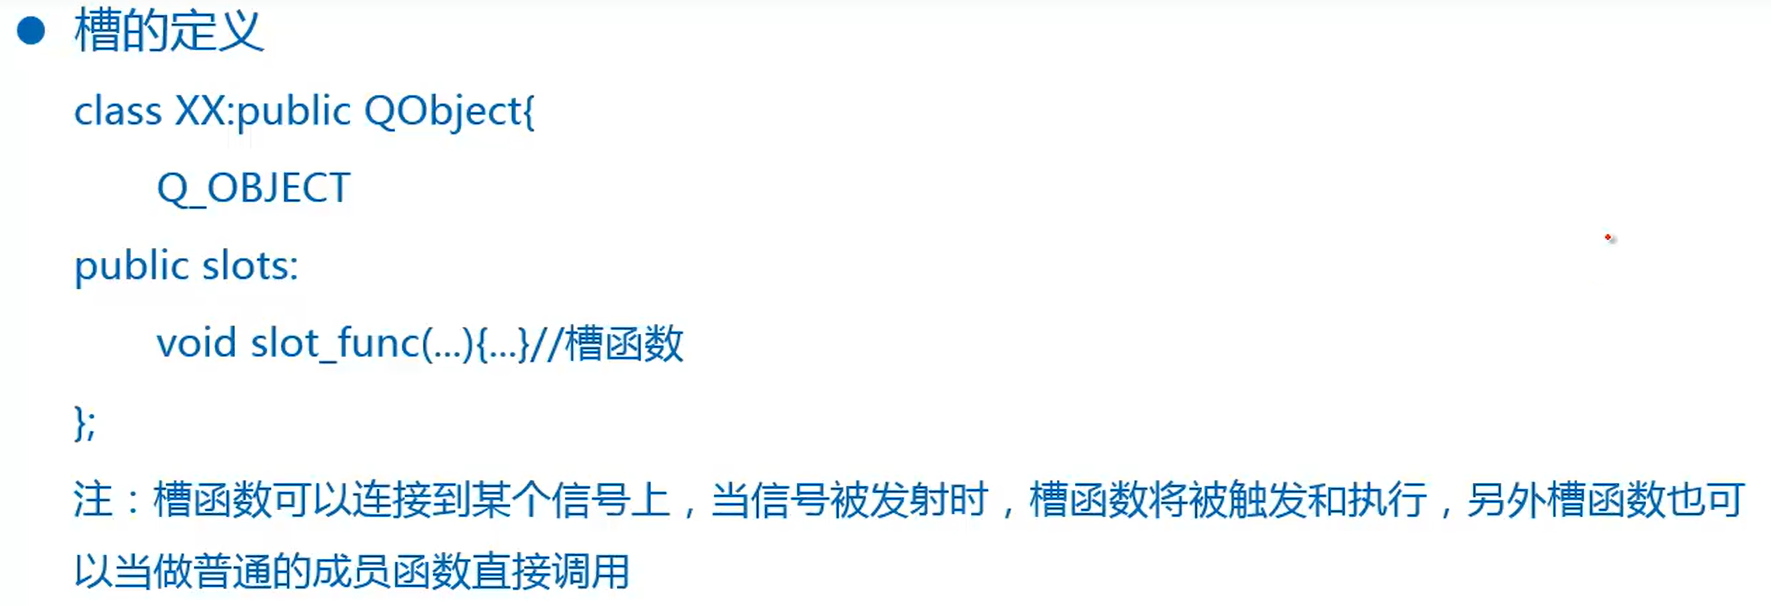 ● 槽的定义
class XX:public QObject{
Q_OBJECT
public slots:
void slot_func(...){...}//槽函数
};
注：槽函数可以连接到某个信号上，当信号被发射时，槽函数将被触发和执行，另外槽函数也可
以当做普通的成员函数直接调用